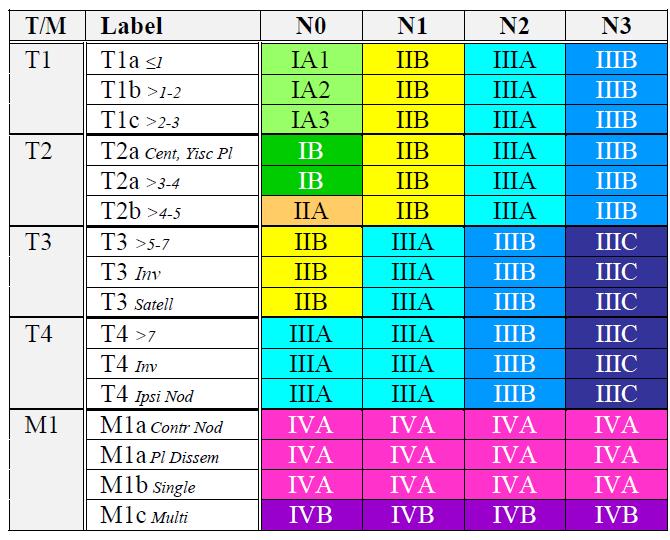 T/M Label N0 N1 N2 N3
T1 T1a ≤1 IA1 IIB IIIA IIIB
T1b >1-2 IA2 IIB IIIA IIIB
T1c >2-3 IA3 IIB IIIA IIIB
T2 T2a Cent, Yisc Pl IB IIB IIIA IIIB
T2a >3-4 IB IIB IIIA IIIB
T2b >4-5 IIA IIB IIIA IIIB
T3 T3 >5-7 IIB IIIA IIIB IIIC
T3 Inv IIB IIIA IIIB IIIC
T3 Satell IIB IIIA IIIB IIIC
T4 T4 >7 IIIA IIIA IIIB IIIC
T4 Inv IIIA IIIA IIIB IIIC
T4 Ipsi Nod IIIA IIIA IIIB IIIC
M1 M1a Contr Nod IVA IVA IVA IVA
M1a Pl Dissem IVA IVA IVA IVA
M1b Single IVA IVA IVA IVA
M1c Multi IVB IVB IVB IVB